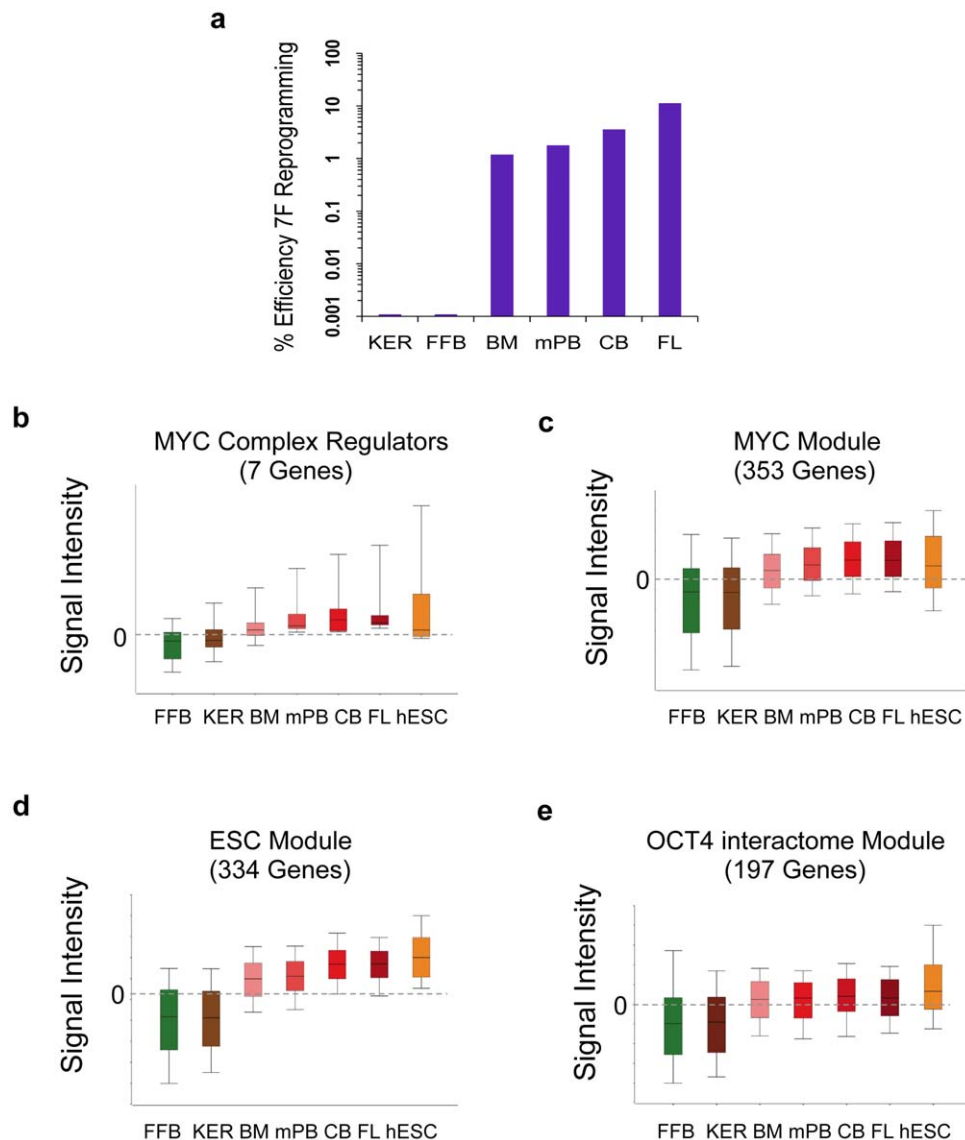 a
% Efficiency 7F Reprogramming
100
10
1
0.1
0.01
0.001
KER FFB BM mPB CB FL
b
MYC Complex Regulators
(7 Genes)
Signal Intensity
0
FFB KER BM mPB CB FL hESC
c
MYC Module
(353 Genes)
Signal Intensity
0
FFB KER BM mPB CB FL hESC
d
ESC Module
(334 Genes)
Signal Intensity
0
FFB KER BM mPB CB FL hESC
e
OCT4 interactome Module
(197 Genes)
Signal Intensity
0
FFB KER BM mPB CB FL hESC